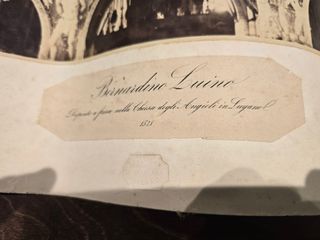 Bernardino Luino
Dipinto a fresco nella Chiesa degli Angioli in Lugano